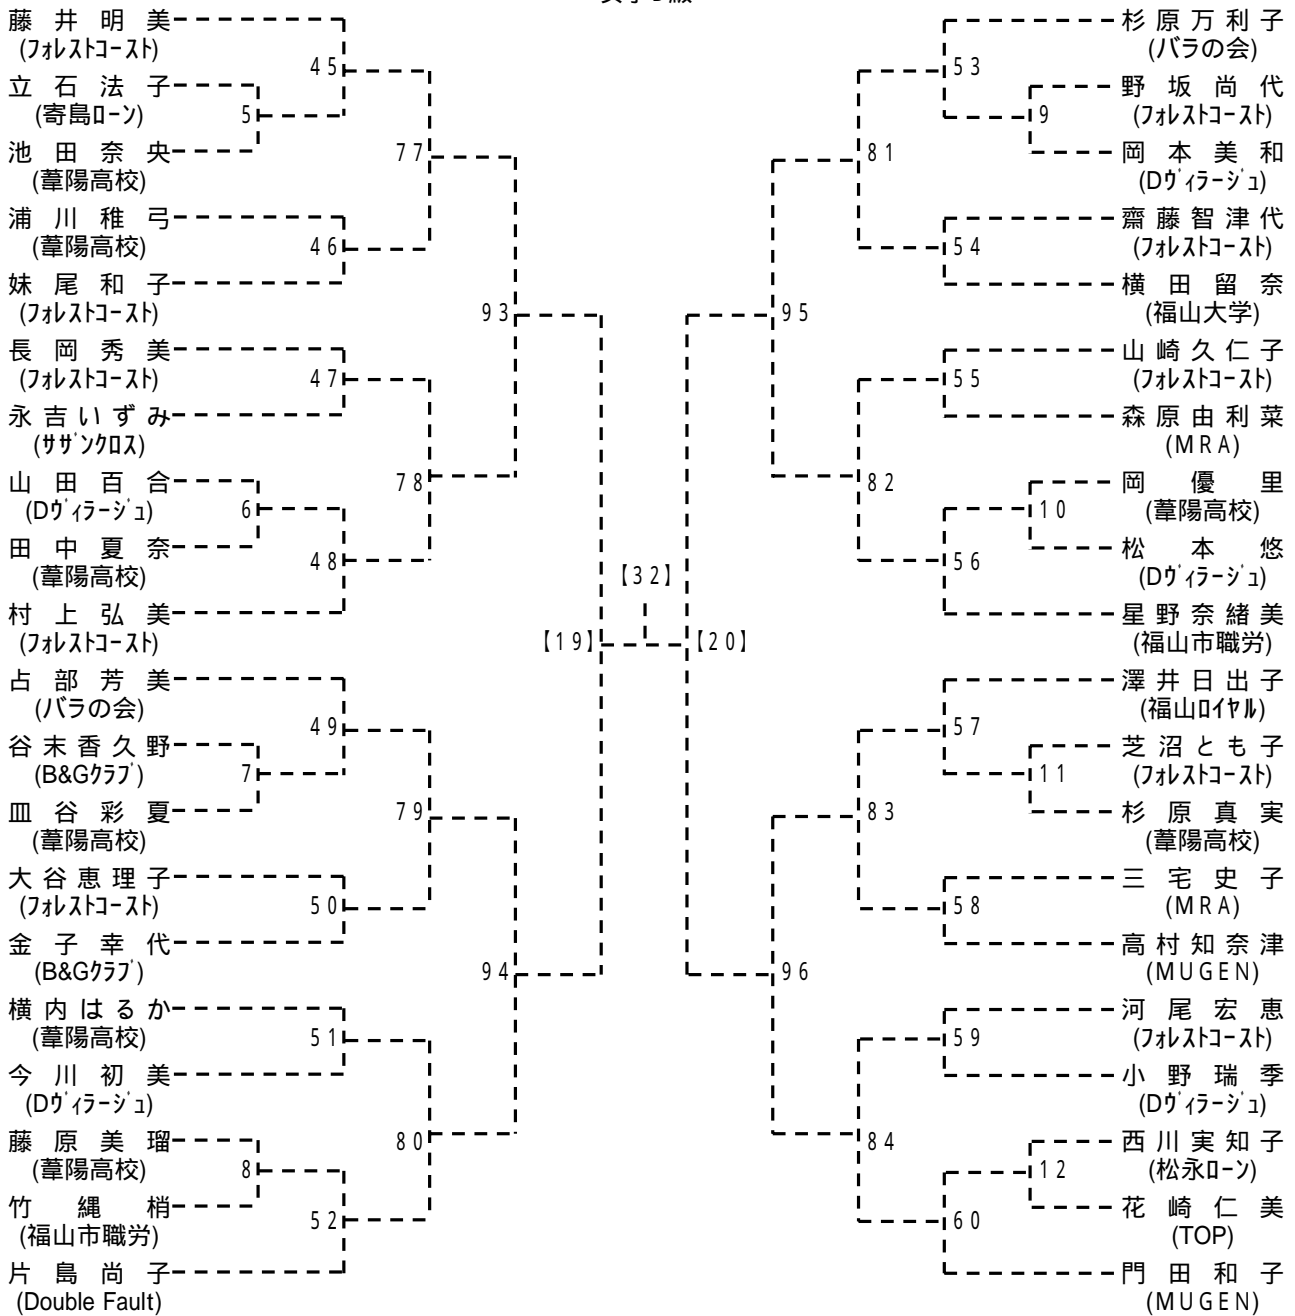 藤井明美
(フォレストコースト)
45
立石法子
(寄島ローン)
5
池田奈央
(葦陽高校)
77
浦川稚弓
(葦陽高校)
46
妹尾和子
(フォレストコースト)
93
長岡秀美
(フォレストコースト)
47
永吉いずみ
(サザンクロス)
78
山田百合
(Dヴィラージュ)
6
田中夏奈
(葦陽高校)
48
村上弘美
(フォレストコースト)
【19】
占部芳美
(バラの会)
49
谷末香久野
(B&Gクラブ)
7
皿谷彩夏
(葦陽高校)
79
大谷恵理子
(フォレストコースト)
50
金子幸代
(B&Gクラブ)
94
横内はるか
(葦陽高校)
51
今川初美
(Dヴィラージュ)
80
藤原美瑠
(葦陽高校)
8
竹縄梢
(福山市職労)
52
片島尚子
(Double Fault)
【32】
杉原万利子
(バラの会)
53
野坂尚代
(フォレストコースト)
9
岡本美和
(Dヴィラージュ)
81
齋藤智津代
(フォレストコースト)
54
横田留奈
(福山大学)
95
山崎久仁子
(フォレストコースト)
55
森原由利菜
(MRA)
82
岡優里
(葦陽高校)
10
松本悠
(Dヴィラージュ)
56
星野奈緒美
(福山市職労)
【20】
澤井日出子
(福山ロイヤル)
57
芝沼とも子
(フォレストコースト)
11
杉原真実
(葦陽高校)
83
三宅史子
(MRA)
58
高村知奈津
(MUGEN)
96
河尾宏恵
(フォレストコースト)
59
小野瑞季
(Dヴィラージュ)
84
西川実知子
(松永ローン)
12
花崎仁美
(TOP)
60
門田和子
(MUGEN)